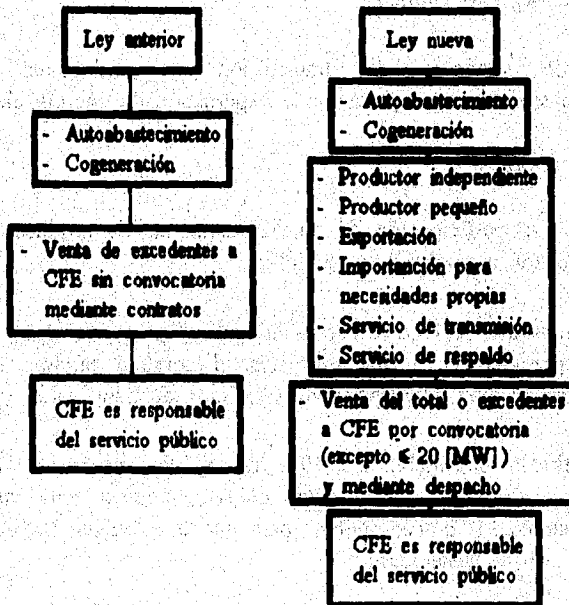 Ley anterior
- Autoabastecimiento
- Cogeneración
- Venta de excedentes a
CFE sin convocatoria
mediante contratos
CFE es responsable
del servicio público
Ley nueva
- Autoabastecimiento
- Cogeneración
- Productor independiente
- Productor pequeño
- Exportación
- Importanción para
necesidades propias
- Servicio de transmisión
- Servicio de respaldo
- Venta del total o excedentes
a CFE por convocatoria
(excepto ≤ 20 [MW])
y mediante despacho
CFE es responsable
del servicio público